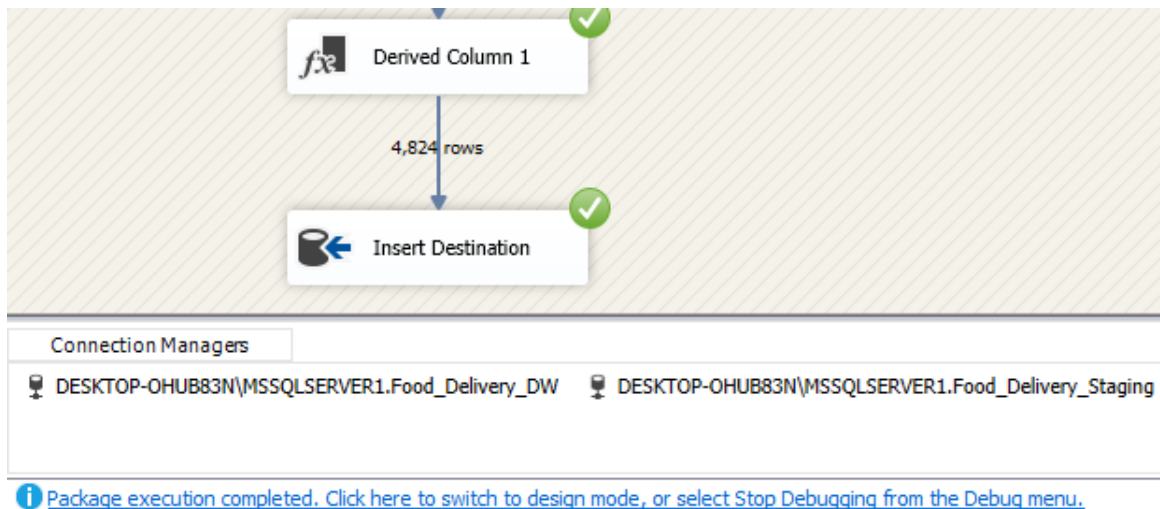 Derived Column 1
4,824 rows
Insert Destination
Connection Managers
DESKTOP-OHUB83N\MSSQLSERVER1.Food_Delivery_DW DESKTOP-OHUB83N\MSSQLSERVER1.Food_Delivery_Staging
Package execution completed. Click here to switch to design mode, or select Stop Debugging from the Debug menu.